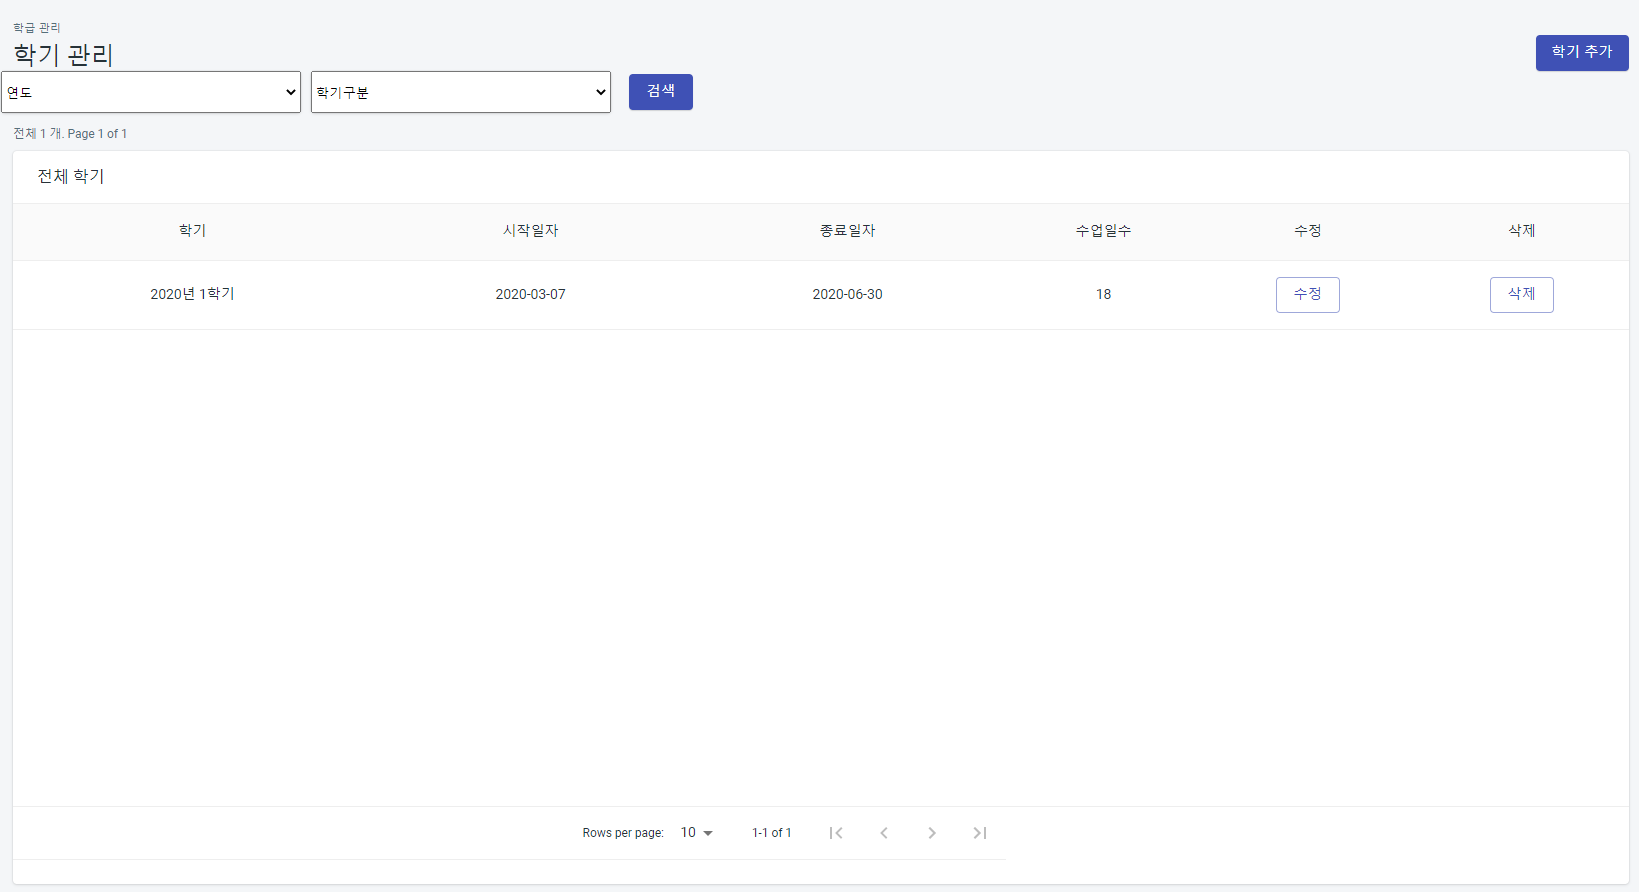 학급 관리
학기 관리
학기 추가
연도 학기구분 검색
전체 1 개. Page 1 of 1
전체 학기
학기 시작일자 종료일자 수업일수 수정 삭제
2020년 1학기 2020-03-07 2020-06-30 18 수정 삭제
Rows per page: 10 1-1 of 1